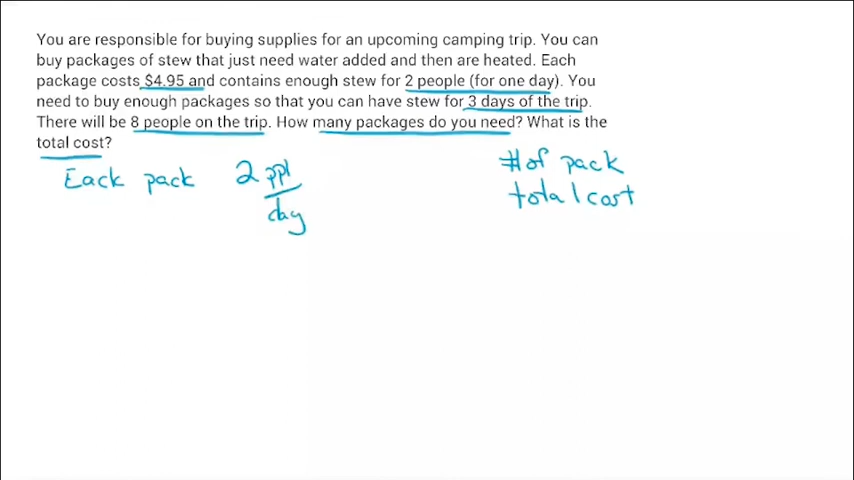 You are responsible for buying supplies for an upcoming camping trip. You can
buy packages of stew that just need water added and then are heated. Each
package costs $4.95 and contains enough stew for 2 people (for one day). You
need to buy enough packages so that you can have stew for 3 days of the trip.
There will be 8 people on the trip. How many packages do you need? What is the
total cost?
Each pack 2 ppl
day
# of pack
total cost